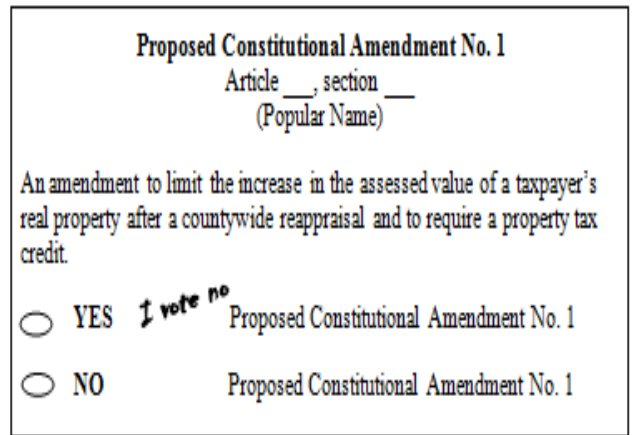 Proposed Constitutional Amendment No. 1
Article ___, section ___
(Popular Name)
An amendment to limit the increase in the assessed value of a taxpayer's
real property after a countywide reappraisal and to require a property tax
credit.
YES I vote no Proposed Constitutional Amendment No. 1
NO Proposed Constitutional Amendment No. 1